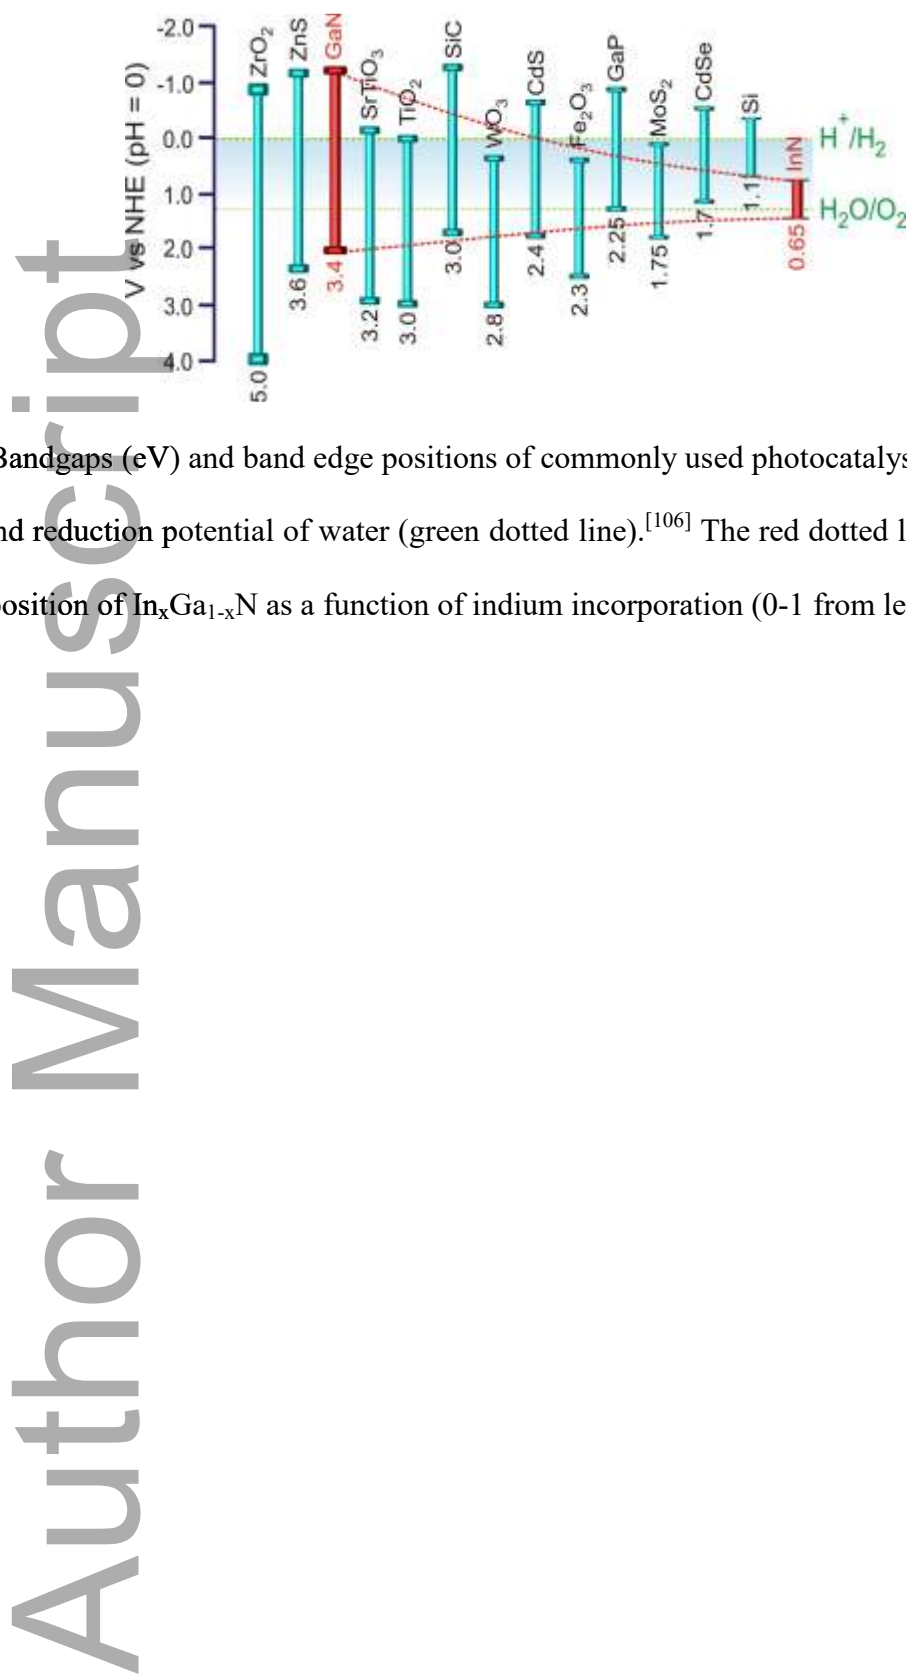 V vs NHE (pH = 0)
-2.0
-1.0
0.0
1.0
2.0
3.0
4.0
ZrO₂
ZnS
GaN
SrTiO₃
TiO₂
SiC
WO₃
CdS
Fe₂O₃
GaP
MoS₂
CdSe
Si
InN
H⁺/H₂
H₂O/O₂
5.0
3.6
3.4
3.2
3.0
3.0
2.8
2.4
2.3
2.25
1.75
1.7
1.1
0.65
Bandgaps (eV) and band edge positions of commonly used photocatalys
nd reduction potential of water (green dotted line).[106] The red dotted l
position of InₓGa₁₋ₓN as a function of indium incorporation (0-1 from le
Author Manuscript